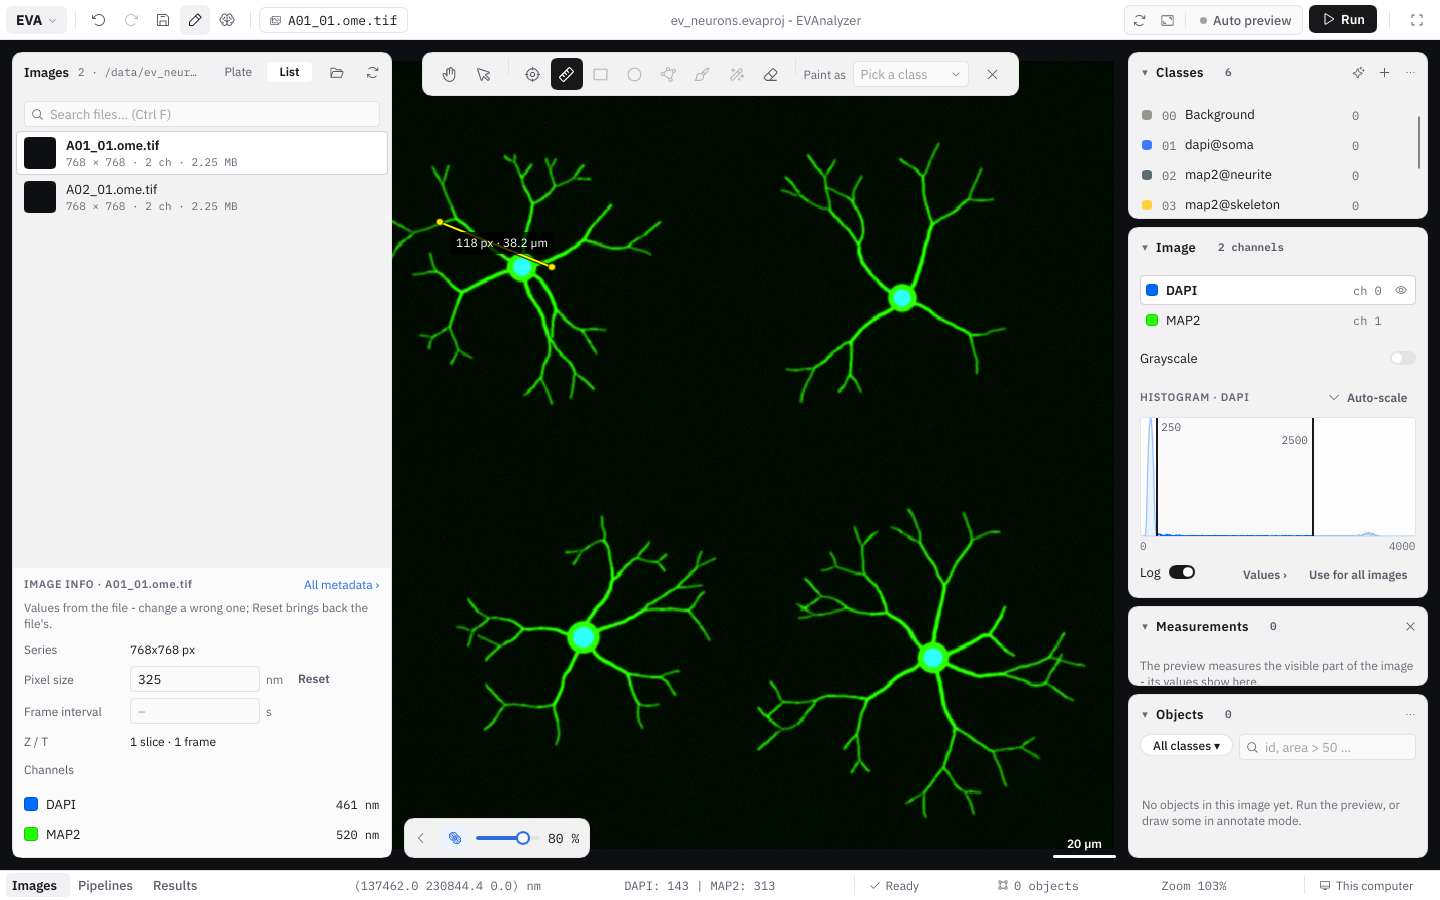 EVA
A01_01.ome.tif
ev_neurons.evaproj - EVAnalyzer
Auto preview
Run
Images 2 · /data/ev_neur…
Plate
List
Search files... (Ctrl F)
A01_01.ome.tif
768 × 768 · 2 ch · 2.25 MB
A02_01.ome.tif
768 × 768 · 2 ch · 2.25 MB
IMAGE INFO · A01_01.ome.tif
All metadata ›
Values from the file - change a wrong one; Reset brings back the
file's.
Series 768x768 px
Pixel size 325 nm Reset
Frame interval – s
Z / T 1 slice · 1 frame
Channels
DAPI 461 nm
MAP2 520 nm
Paint as Pick a class
118 px · 38.2 µm
80 %
20 µm
Classes 6
00 Background 0
01 dapi@soma 0
02 map2@neurite 0
03 map2@skeleton 0
Image 2 channels
DAPI ch 0
MAP2 ch 1
Grayscale
HISTOGRAM · DAPI Auto-scale
250
2500
0 4000
Log Values › Use for all images
Measurements 0
The preview measures the visible part of the image
- its values show here.
Objects 0
All classes ▾ id, area > 50 ...
No objects in this image yet. Run the preview, or
draw some in annotate mode.
Images Pipelines Results (137462.0 230844.4 0.0) nm DAPI: 143 | MAP2: 313 Ready 0 objects Zoom 103% This computer